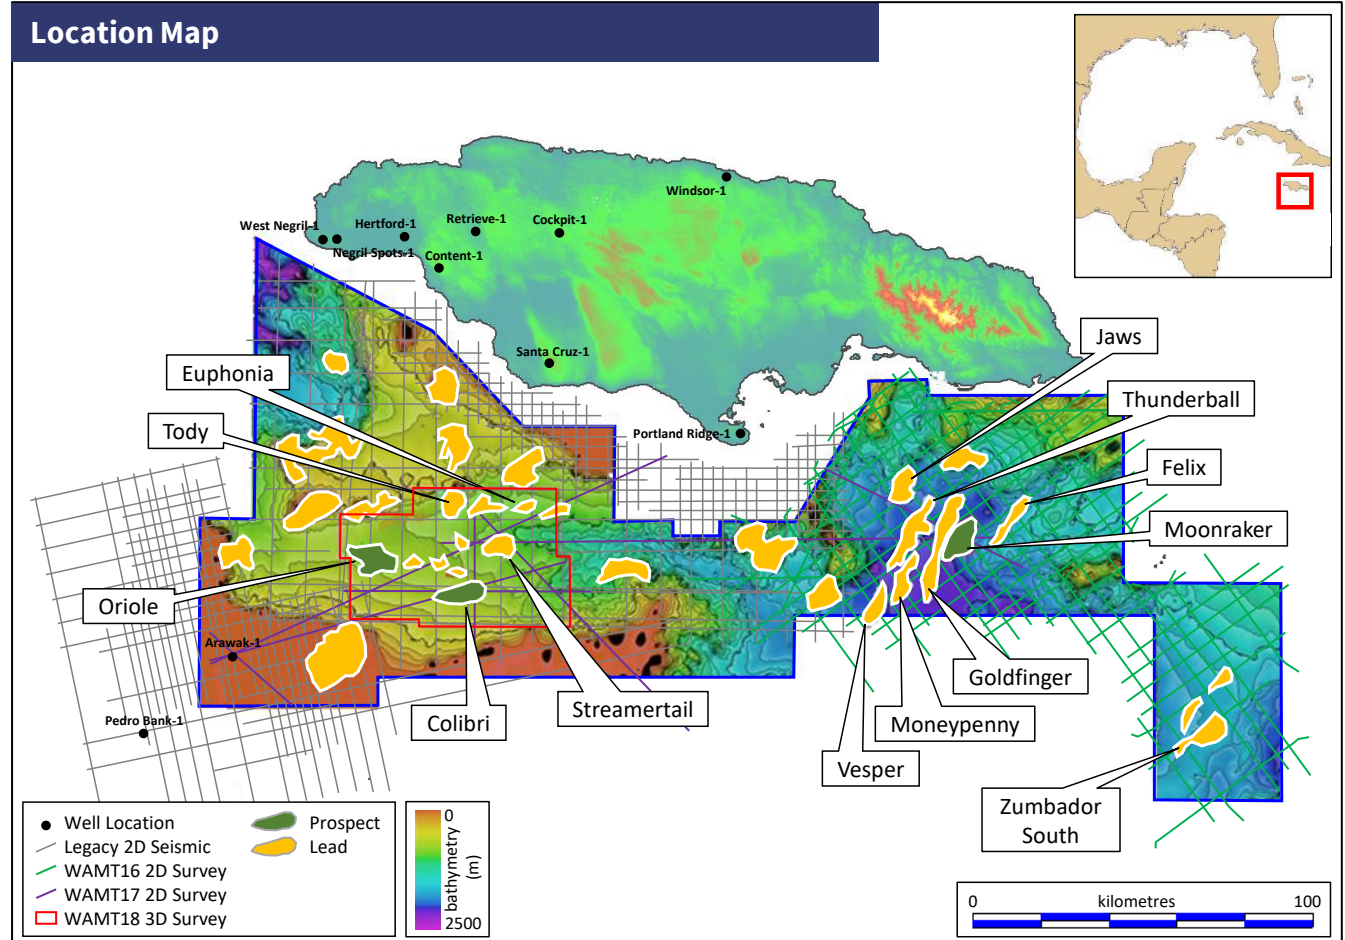 Location Map
Windsor-1
West Negril-1
Hertford-1
Retrieve-1
Cockpit-1
Negril Spots-1
Content-1
Santa Cruz-1
Portland Ridge-1
Jaws
Euphonia
Thunderball
Tody
Felix
Moonraker
Oriole
Arawak-1
Goldfinger
Colibri
Streamertail
Moneypenny
Pedro Bank-1
Vesper
Zumbador
South
Well Location
Legacy 2D Seismic
WAMT16 2D Survey
WAMT17 2D Survey
WAMT18 3D Survey
Prospect
Lead
0
bathymetry
(m)
2500
0 kilometres 100